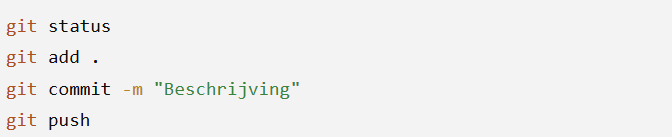 git status
git add .
git commit -m "Beschrijving"
git push